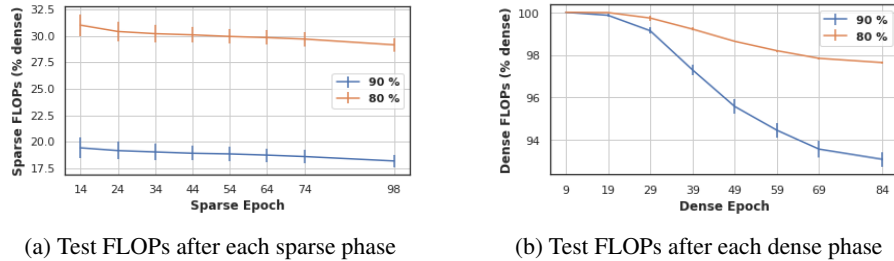 32.5
30.0
27.5
25.0
22.5
20.0
17.5
Sparse FLOPs (% dense)
90 %
80 %
14 24 34 44 54 64 74 98
Sparse Epoch
(a) Test FLOPs after each sparse phase
100
98
96
94
Dense FLOPs (% dense)
90 %
80 %
9 19 29 39 49 59 69 84
Dense Epoch
(b) Test FLOPs after each dense phase